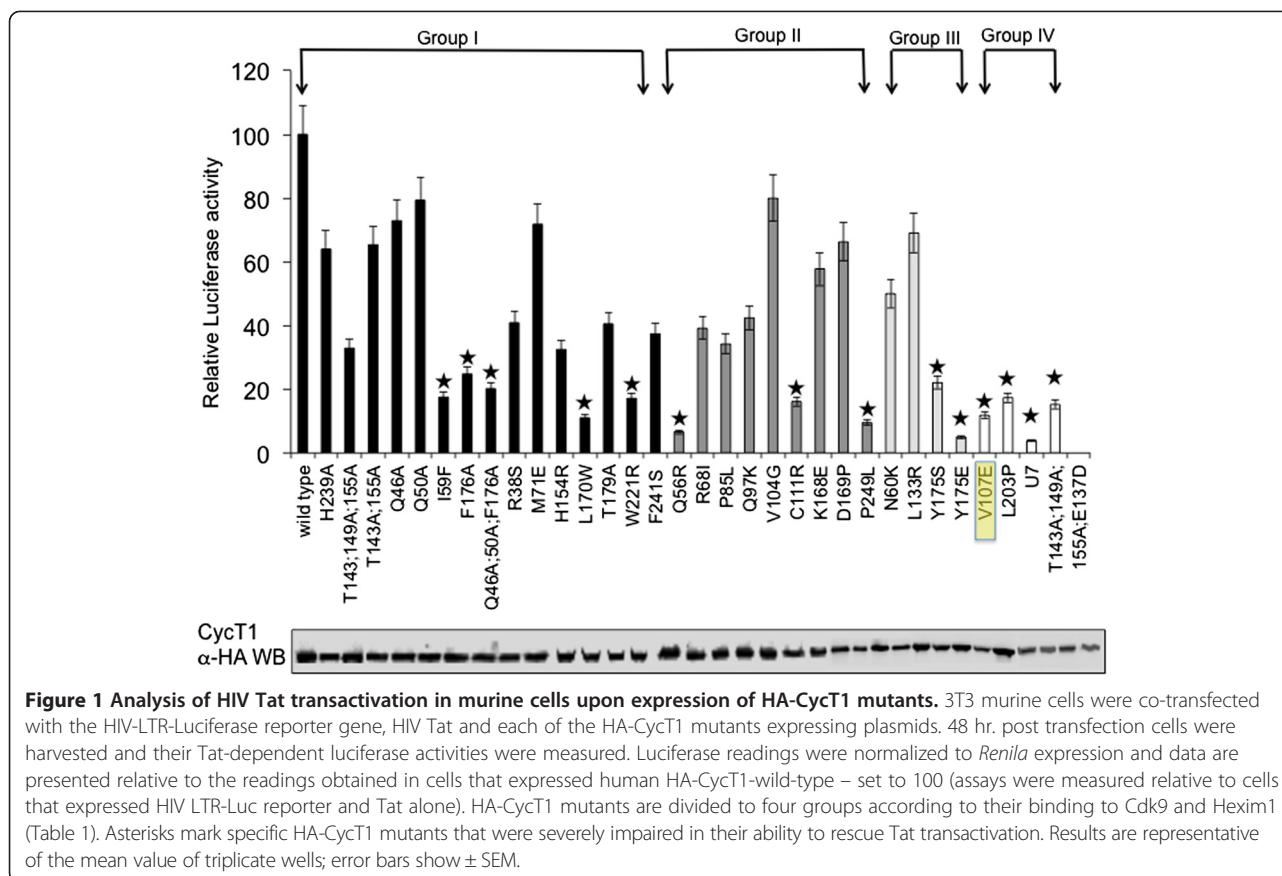 Group I
Group II
Group III
Group IV
120
100
80
60
40
20
0
Relative Luciferase activity
wild type
H239A
T143;149A;155A
T143A;155A
Q46A
Q50A
I59F
F176A
Q46A;50A;F176A
R38S
M71E
H154R
L170W
T179A
W221R
F241S
Q56R
R68I
P85L
Q97K
V104G
C111R
K168E
D169P
P249L
N60K
L133R
Y175S
Y175E
V107E
L203P
U7
T143A;149A;
155A;E137D
CycT1
α-HA WB
Figure 1 Analysis of HIV Tat transactivation in murine cells upon expression of HA-CycT1 mutants. 3T3 murine cells were co-transfected
with the HIV-LTR-Luciferase reporter gene, HIV Tat and each of the HA-CycT1 mutants expressing plasmids. 48 hr. post transfection cells were
harvested and their Tat-dependent luciferase activities were measured. Luciferase readings were normalized to Renila expression and data are
presented relative to the readings obtained in cells that expressed human HA-CycT1-wild-type – set to 100 (assays were measured relative to cells
that expressed HIV LTR-Luc reporter and Tat alone). HA-CycT1 mutants are divided to four groups according to their binding to Cdk9 and Hexim1
(Table 1). Asterisks mark specific HA-CycT1 mutants that were severely impaired in their ability to rescue Tat transactivation. Results are representative
of the mean value of triplicate wells; error bars show ± SEM.